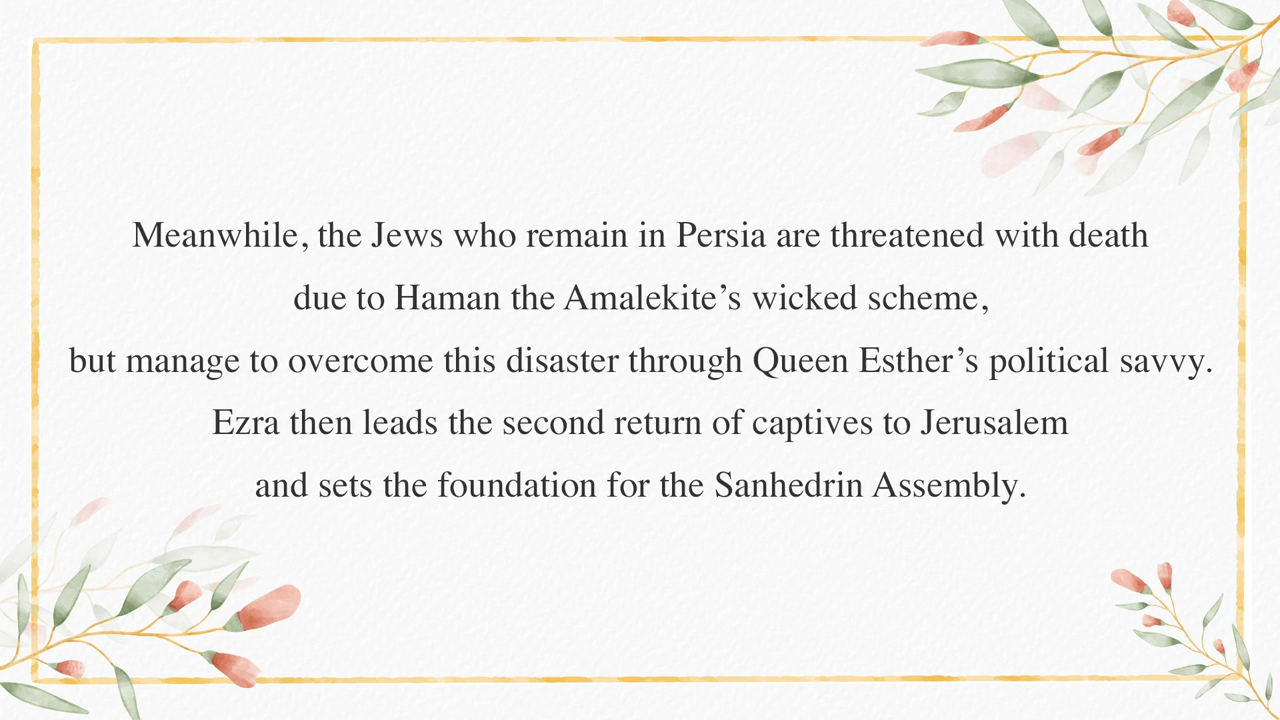 Meanwhile, the Jews who remain in Persia are threatened with death
due to Haman the Amalekite’s wicked scheme,
but manage to overcome this disaster through Queen Esther’s political savvy.
Ezra then leads the second return of captives to Jerusalem
and sets the foundation for the Sanhedrin Assembly.